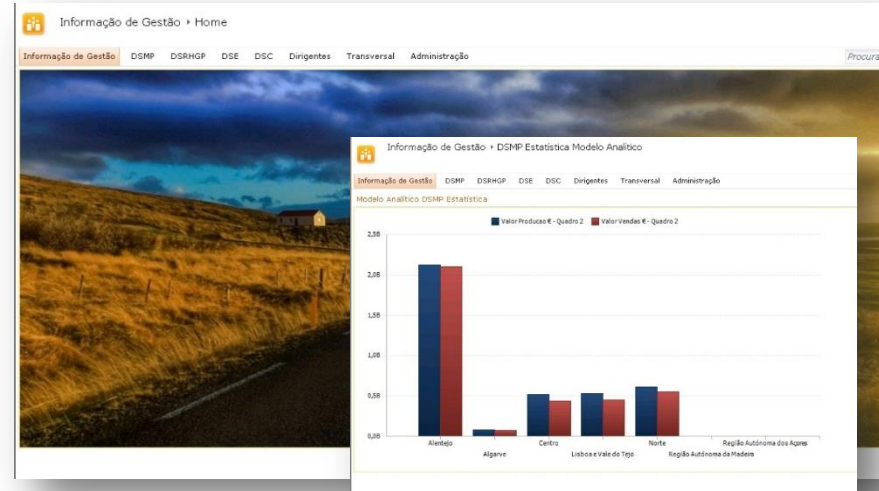 Informação de Gestão ▸ Home
Informação de Gestão DSMP DSRHGP DSE DSC Dirigentes Transversal Administração
Procura
Informação de Gestão ▸ DSMP Estatística Modelo Analítico
Informação de Gestão DSMP DSRHGP DSE DSC Dirigentes Transversal Administração
Modelo Analítico DSMP Estatística
Valor Producao € - Quadro 2 Valor Vendas € - Quadro 2
2,5B
2,0B
1,5B
1,0B
0,5B
0,0B
Alentejo Centro Norte Região Autónoma dos Açores
Algarve Lisboa e Vale do Tejo Região Autónoma da Madeira